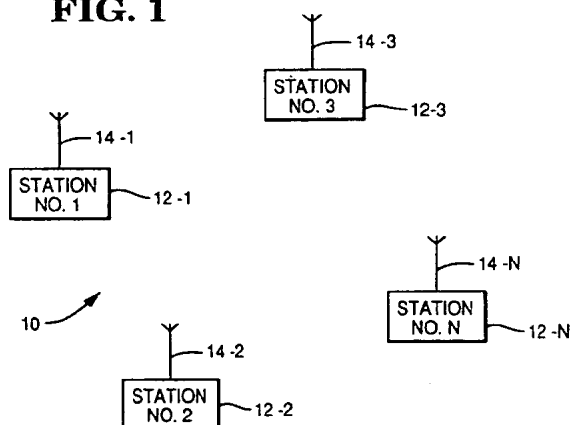 FIG. 1
14-3
STATION
NO. 3
12-3
14-1
STATION
NO. 1
12-1
14-N
STATION
NO. N
12-N
10
14-2
STATION
NO. 2
12-2